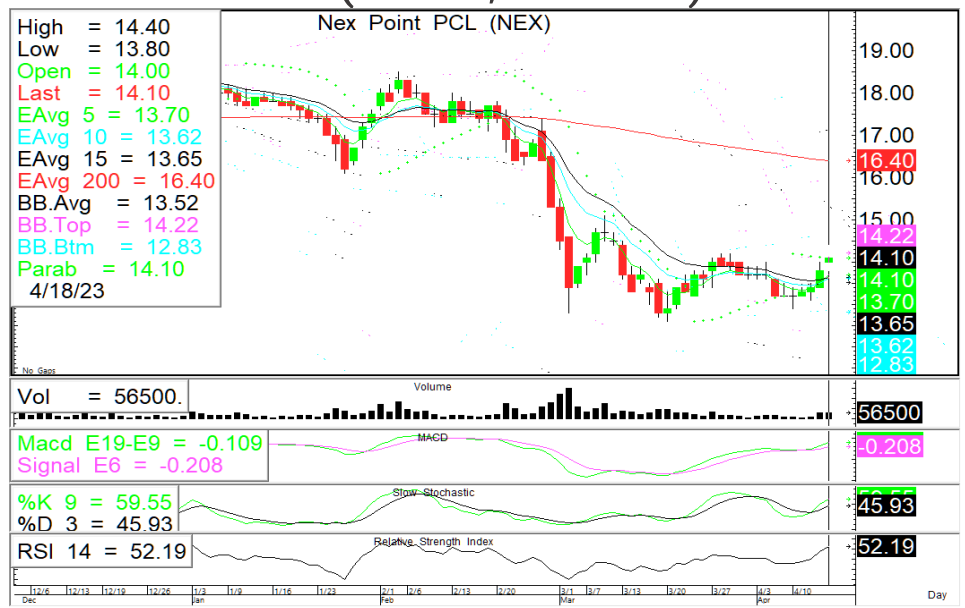 Nex Point PCL (NEX)
High = 14.40
Low = 13.80
Open = 14.00
Last = 14.10
EAvg 5 = 13.70
EAvg 10 = 13.62
EAvg 15 = 13.65
EAvg 200 = 16.40
BB.Avg = 13.52
BB.Top = 14.22
BB.Btm = 12.83
Parab = 14.10
4/18/23
No Gaps
19.00
18.00
17.00
16.40
16.00
15.00
14.22
14.10
14.10
13.70
13.65
13.62
12.83
Volume
Vol = 56500.
56500
MACD
Macd E19-E9 = -0.109
Signal E6 = -0.208
-0.208
Slow Stochastic
%K 9 = 59.55
%D 3 = 45.93
59.55
45.93
Relative Strength Index
RSI 14 = 52.19
52.19
12/6 12/13 12/19 12/26 1/3 1/9 1/16 1/23 2/1 2/6 2/13 2/20 3/1 3/7 3/13 3/20 3/27 4/3 4/10
Dec Jan Feb Mar Apr Day